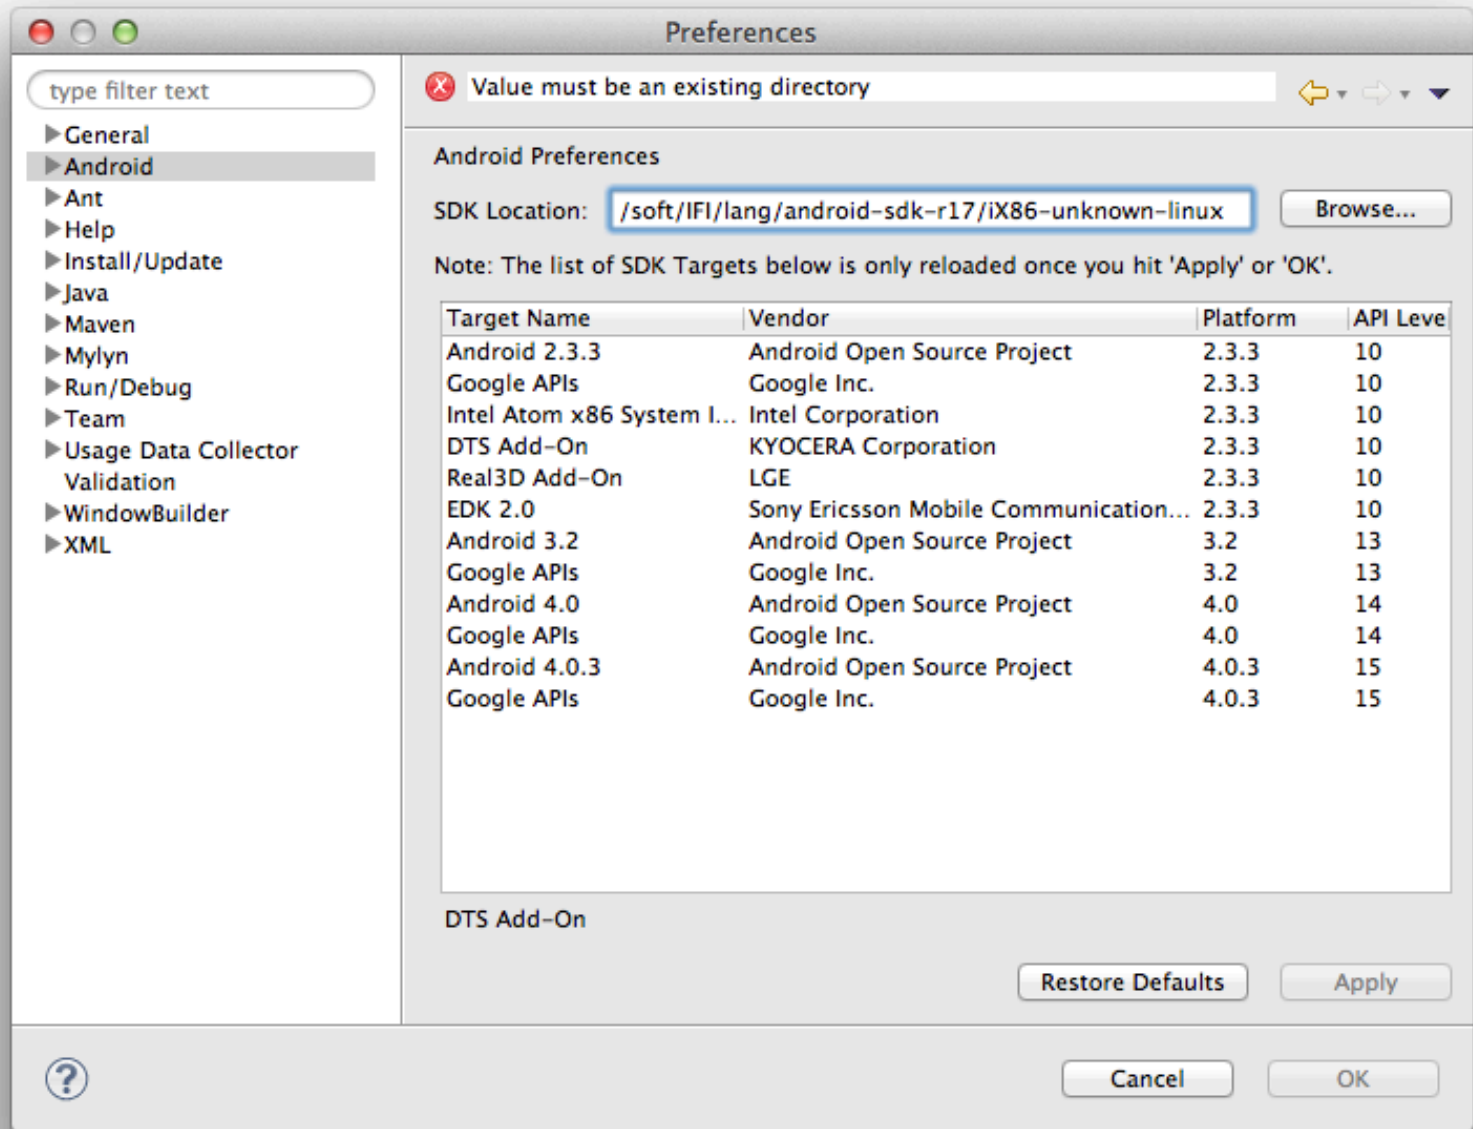 Preferences
type filter text
General
Android
Ant
Help
Install/Update
Java
Maven
Mylyn
Run/Debug
Team
Usage Data Collector
Validation
WindowBuilder
XML
Value must be an existing directory
Android Preferences
SDK Location: /soft/IFI/lang/android-sdk-r17/iX86-unknown-linux Browse...
Note: The list of SDK Targets below is only reloaded once you hit 'Apply' or 'OK'.
Target Name Vendor Platform API Leve
Android 2.3.3 Android Open Source Project 2.3.3 10
Google APIs Google Inc. 2.3.3 10
Intel Atom x86 System I... Intel Corporation 2.3.3 10
DTS Add-On KYOCERA Corporation 2.3.3 10
Real3D Add-On LGE 2.3.3 10
EDK 2.0 Sony Ericsson Mobile Communication... 2.3.3 10
Android 3.2 Android Open Source Project 3.2 13
Google APIs Google Inc. 3.2 13
Android 4.0 Android Open Source Project 4.0 14
Google APIs Google Inc. 4.0 14
Android 4.0.3 Android Open Source Project 4.0.3 15
Google APIs Google Inc. 4.0.3 15
DTS Add-On
Restore Defaults Apply
? Cancel OK